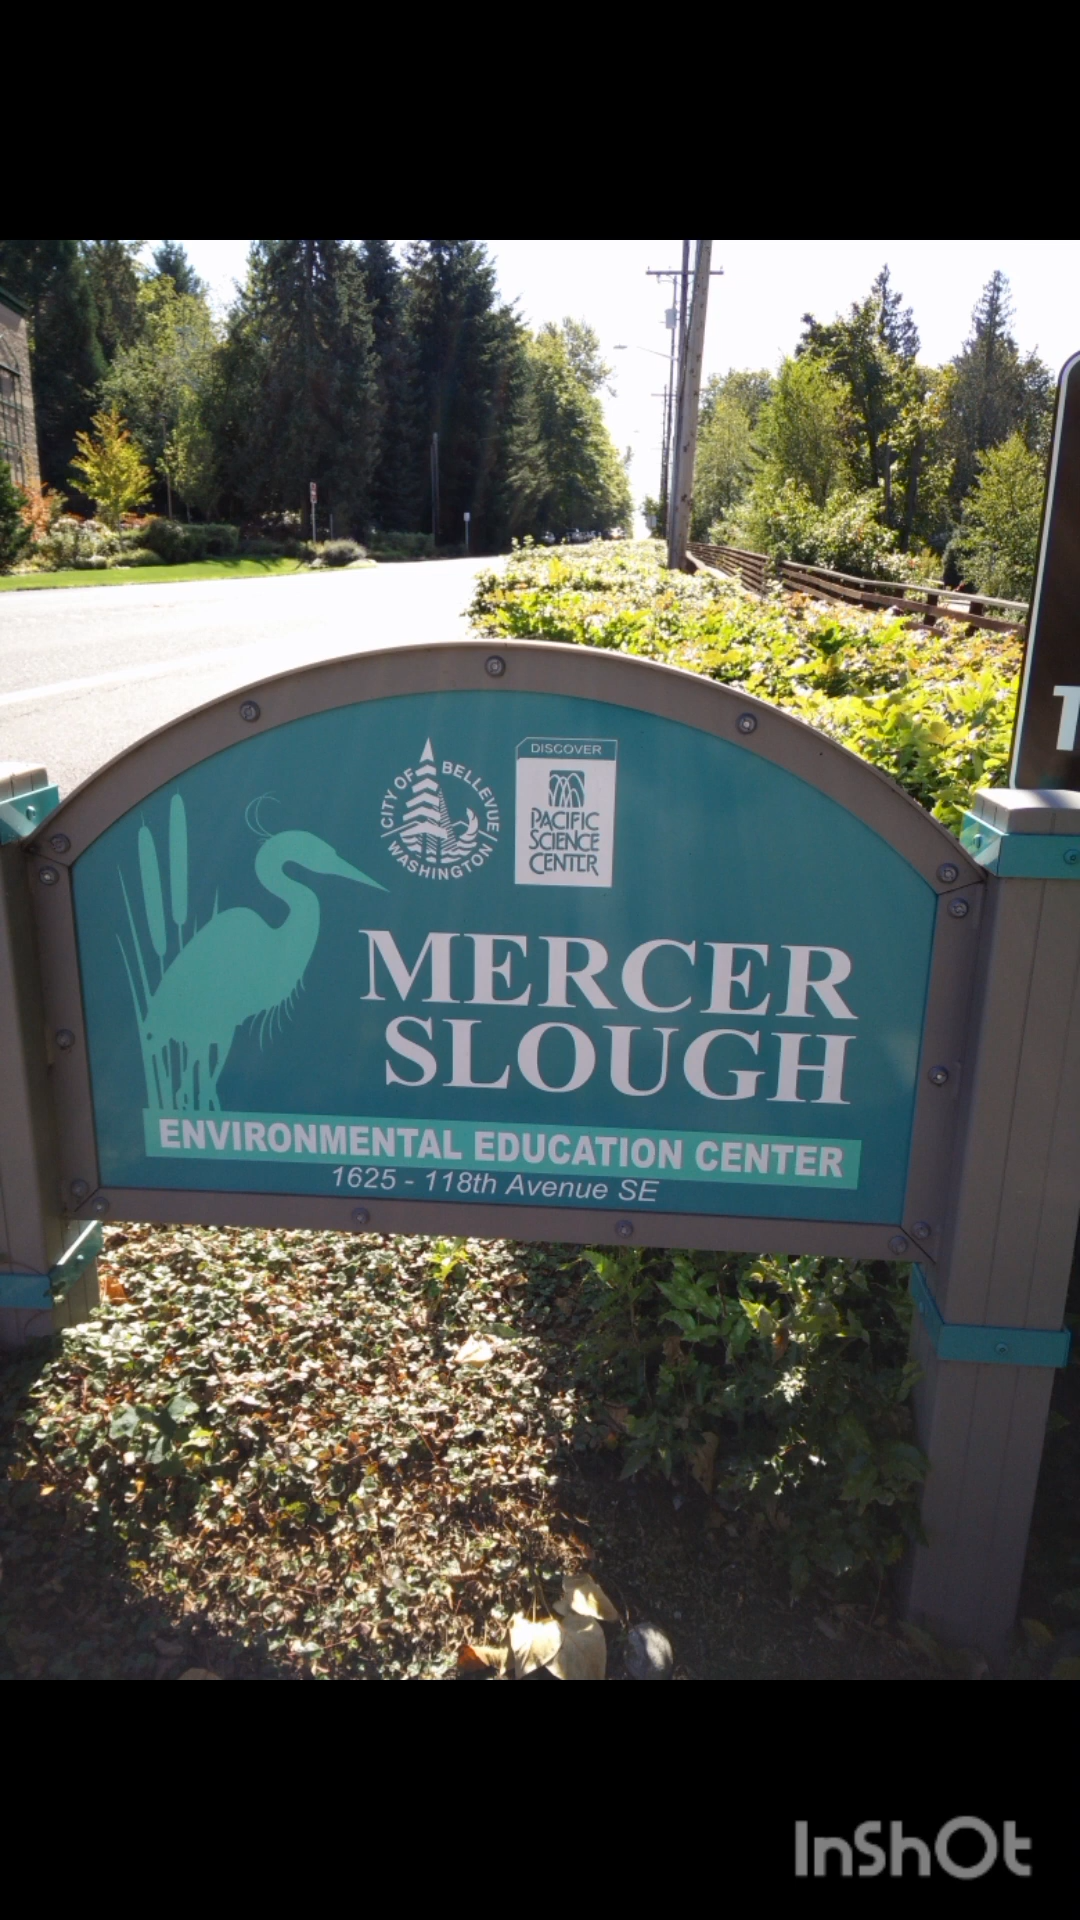 CITY OF BELLEVUE
WASHINGTON
DISCOVER
PACIFIC
SCIENCE
CENTER
MERCER
SLOUGH
ENVIRONMENTAL EDUCATION CENTER
1625 - 118th Avenue SE
T
InShOt